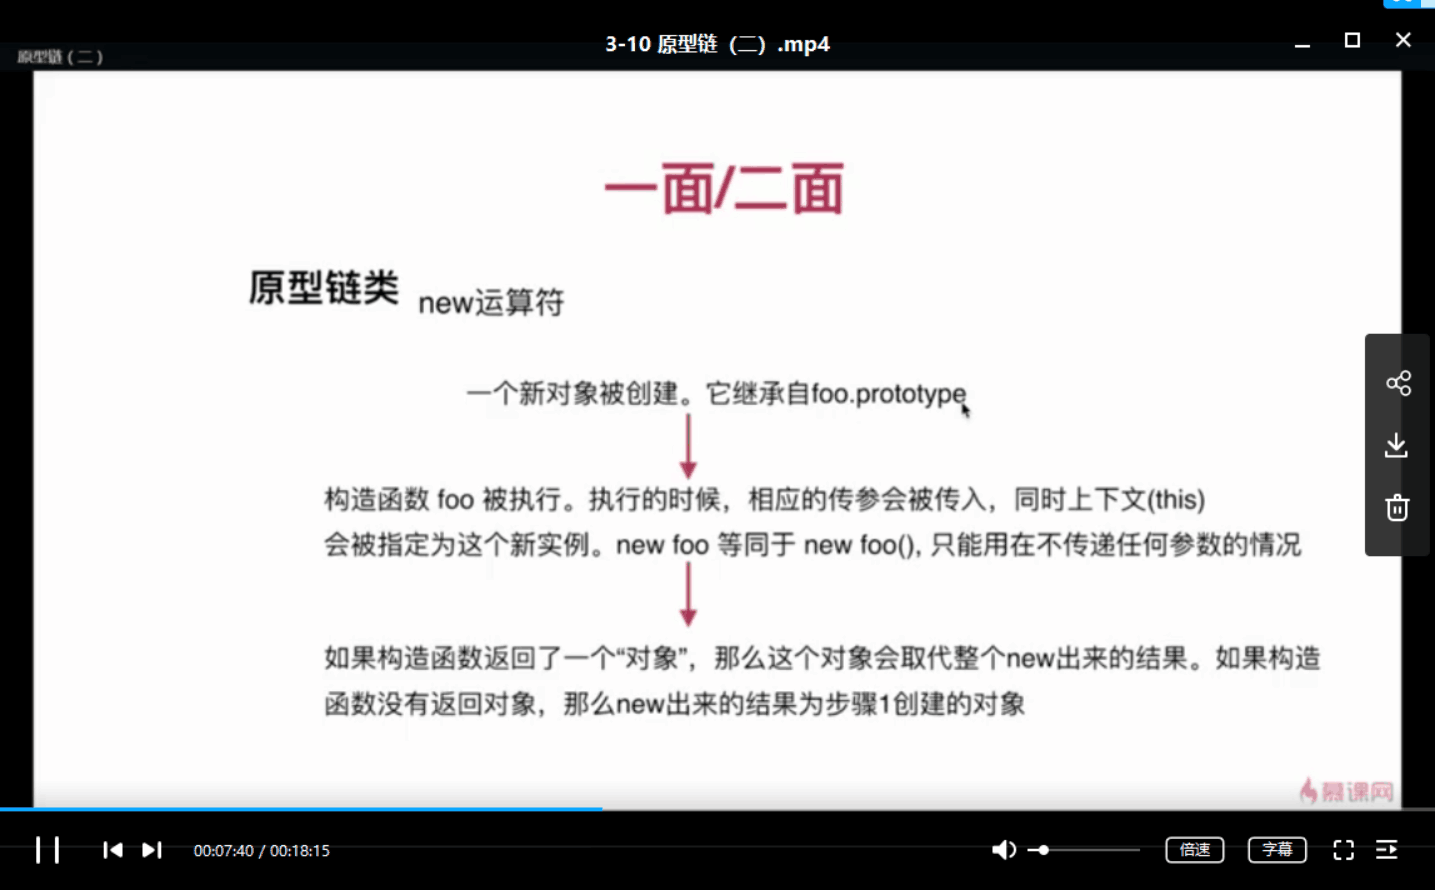 3-10 原型链（二）.mp4
原型链（二）
一面/二面
原型链类 new运算符
一个新对象被创建。它继承自foo.prototype
构造函数 foo 被执行。执行的时候，相应的传参会被传入，同时上下文(this)
会被指定为这个新实例。new foo 等同于 new foo(), 只能用在不传递任何参数的情况
如果构造函数返回了一个“对象”，那么这个对象会取代整个new出来的结果。如果构造
函数没有返回对象，那么new出来的结果为步骤1创建的对象
慕课网
00:07:40 / 00:18:15
倍速
字幕